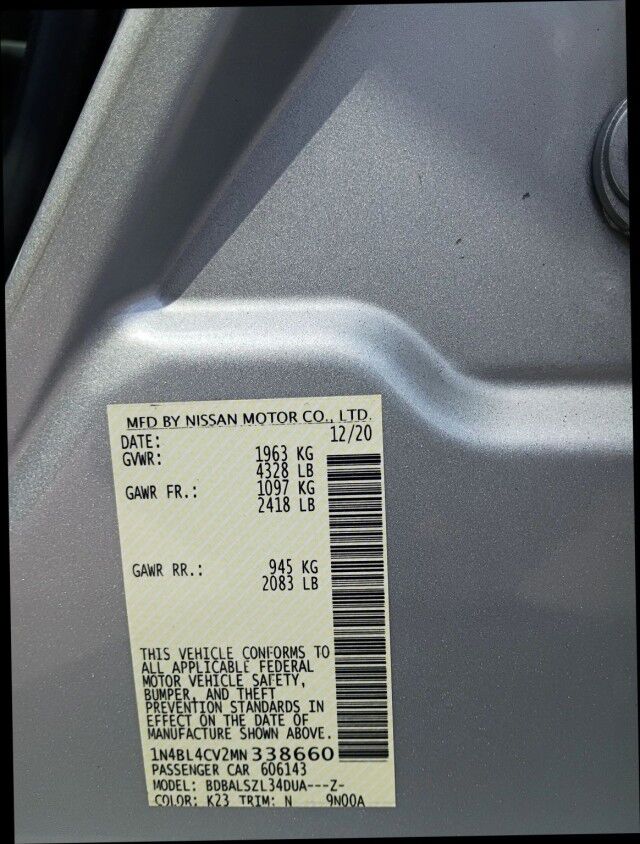 MFD BY NISSAN MOTOR CO., LTD.
DATE: 12/20
GVWR: 1963 KG
4328 LB
GAWR FR.: 1097 KG
2418 LB
GAWR RR.: 945 KG
2083 LB
THIS VEHICLE CONFORMS TO
ALL APPLICABLE FEDERAL
MOTOR VEHICLE SAFETY,
BUMPER, AND THEFT
PREVENTION STANDARDS IN
EFFECT ON THE DATE OF
MANUFACTURE SHOWN ABOVE.
1N4BL4CV2MN338660
PASSENGER CAR 606143
MODEL: BDBALSZL34DUA---Z-
COLOR: K23 TRIM: N 9N00A